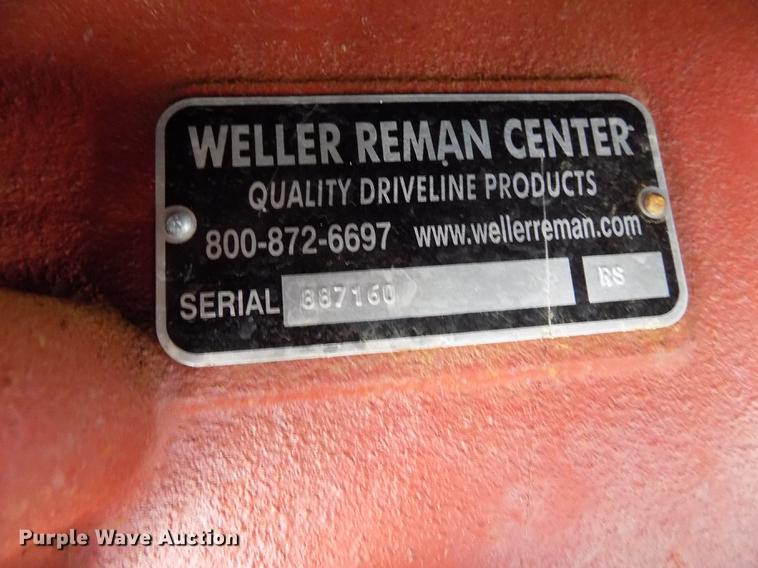 WELLER REMAN CENTER
QUALITY DRIVELINE PRODUCTS
800-872-6697 www.wellerreman.com
SERIAL 887160 RS
Purple Wave Auction